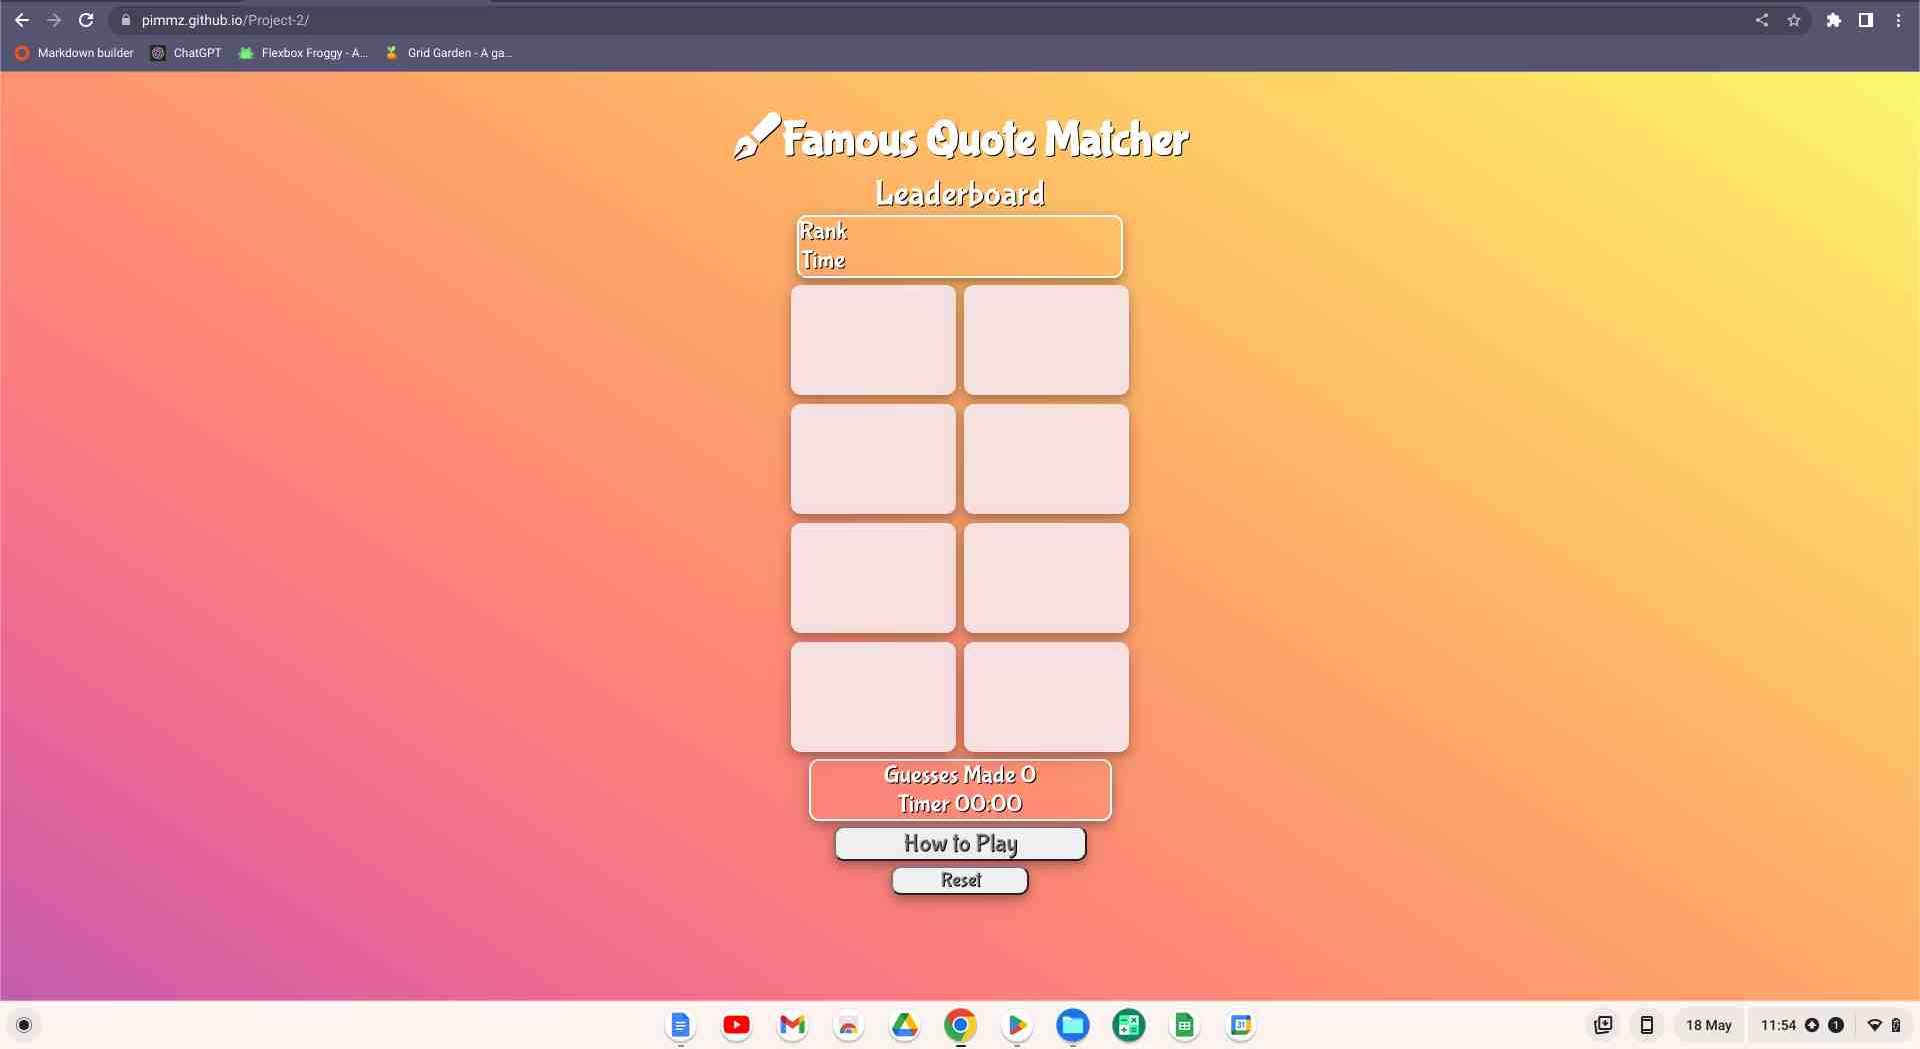 pimmz.github.io/Project-2/
Markdown builder ChatGPT Flexbox Froggy - A... Grid Garden - A ga...
Famous Quote Matcher
Leaderboard
Rank
Time
Guesses Made 0
Timer 00:00
How to Play
Reset
31
18 May 11:54 1